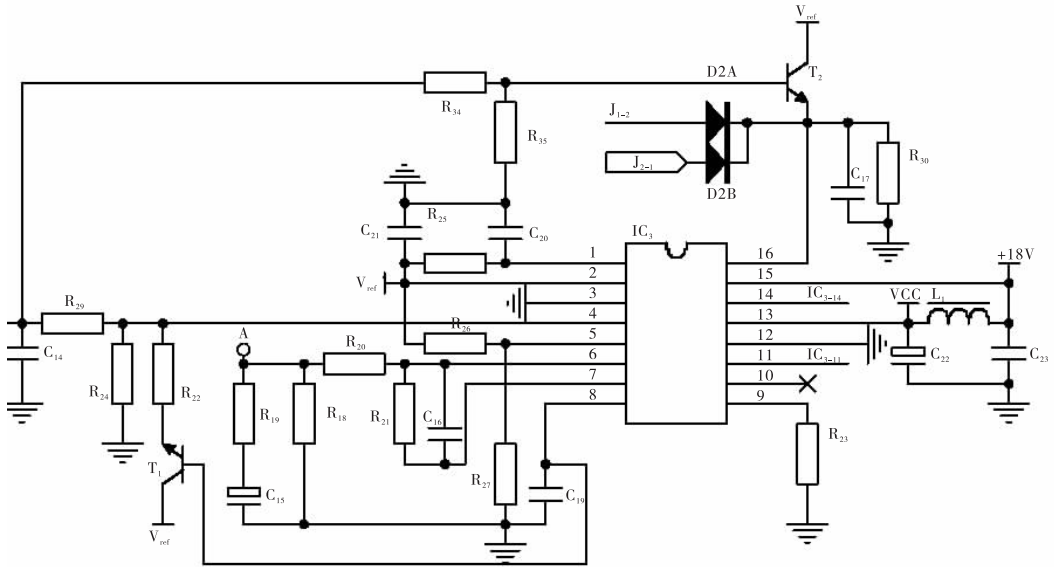 V_ref
T_2
D2A
R_34
J_1-2
R_35
J_2-1
C_17
R_30
D2B
R_25
C_21
C_20
IC_3
1
16
2
15
+18V
V_ref
3
14
IC_3-14
VCC
L_1
R_29
4
13
R_26
A
5
12
C_14
R_20
6
11
IC_3-11
C_22
C_23
7
10
R_24
R_22
8
9
R_19
R_18
R_21
C_16
R_23
T_1
R_27
C_15
C_19
V_ref